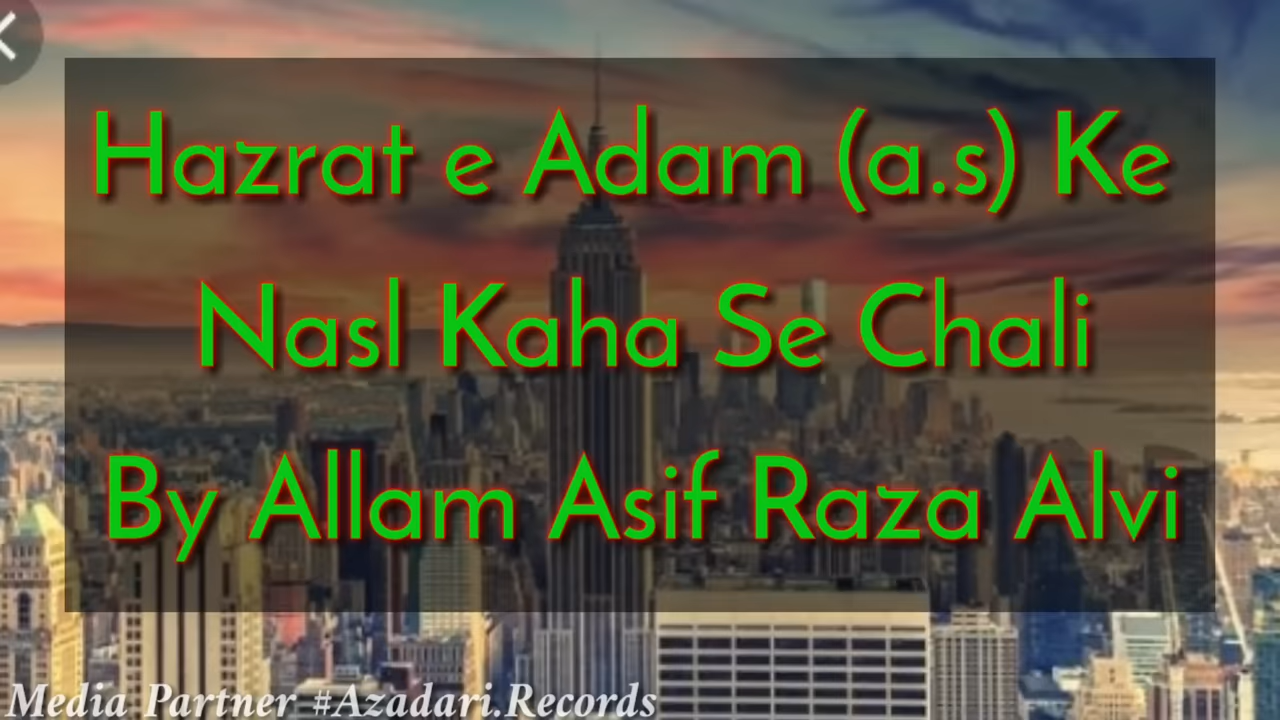 Hazrat e Adam (a.s) Ke
Nasl Kaha Se Chali
By Allam Asif Raza Alvi
Media Partner #Azadari.Records